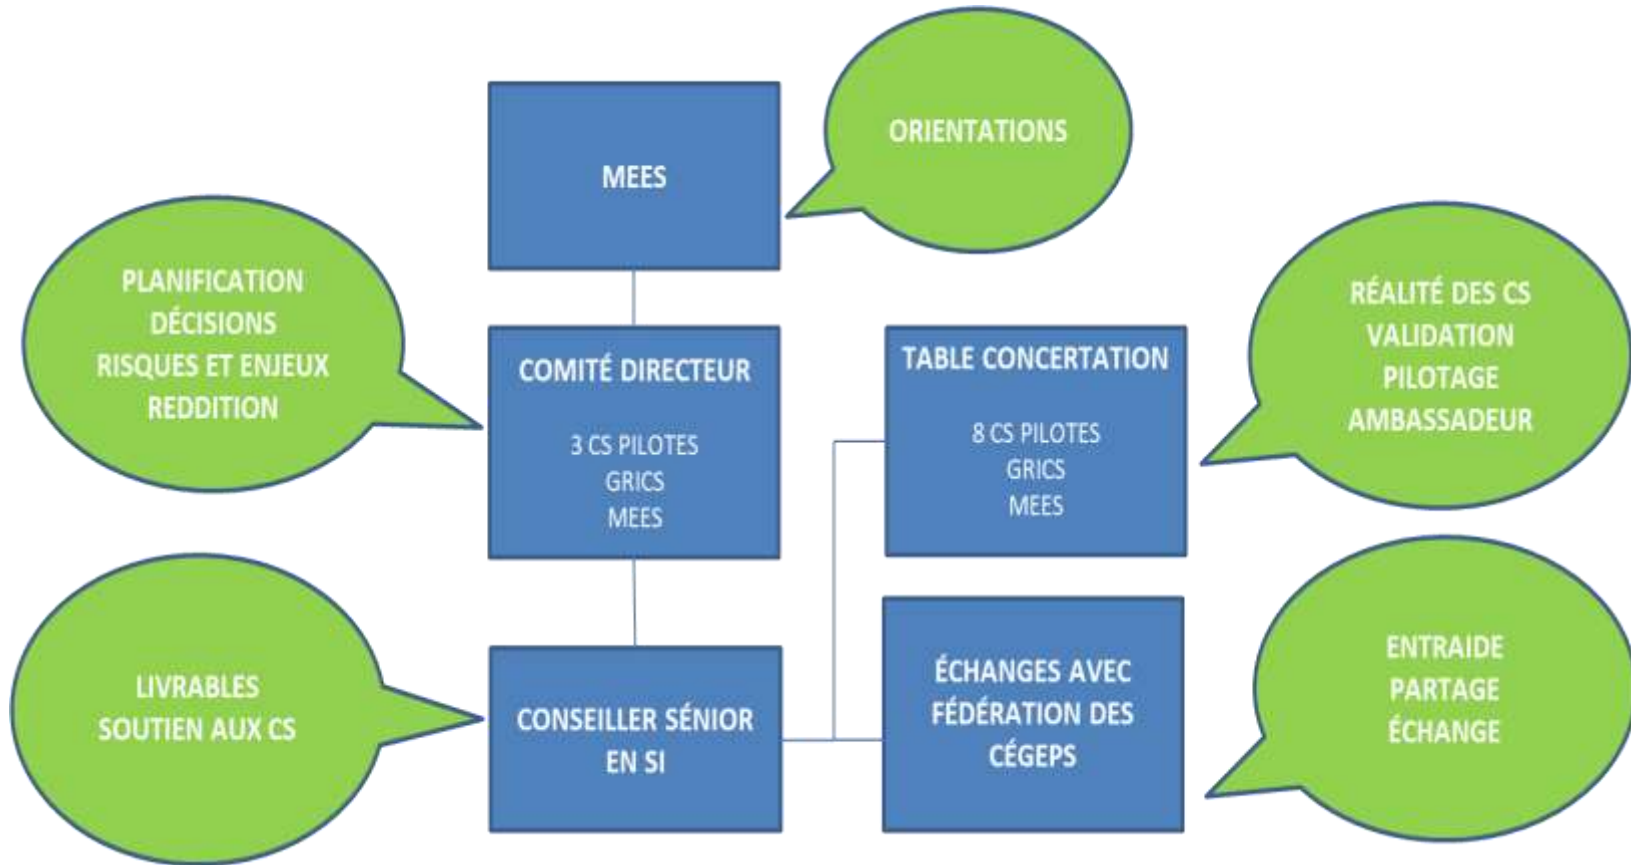 MEES
ORIENTATIONS
PLANIFICATION
DÉCISIONS
RISQUES ET ENJEUX
REDDITION
COMITÉ DIRECTEUR
3 CS PILOTES
GRICS
MEES
TABLE CONCERTATION
8 CS PILOTES
GRICS
MEES
RÉALITÉ DES CS
VALIDATION
PILOTAGE
AMBASSADEUR
LIVRABLES
SOUTIEN AUX CS
CONSEILLER SÉNIOR
EN SI
ÉCHANGES AVEC
FÉDÉRATION DES
CÉGEPS
ENTRAIDE
PARTAGE
ÉCHANGE